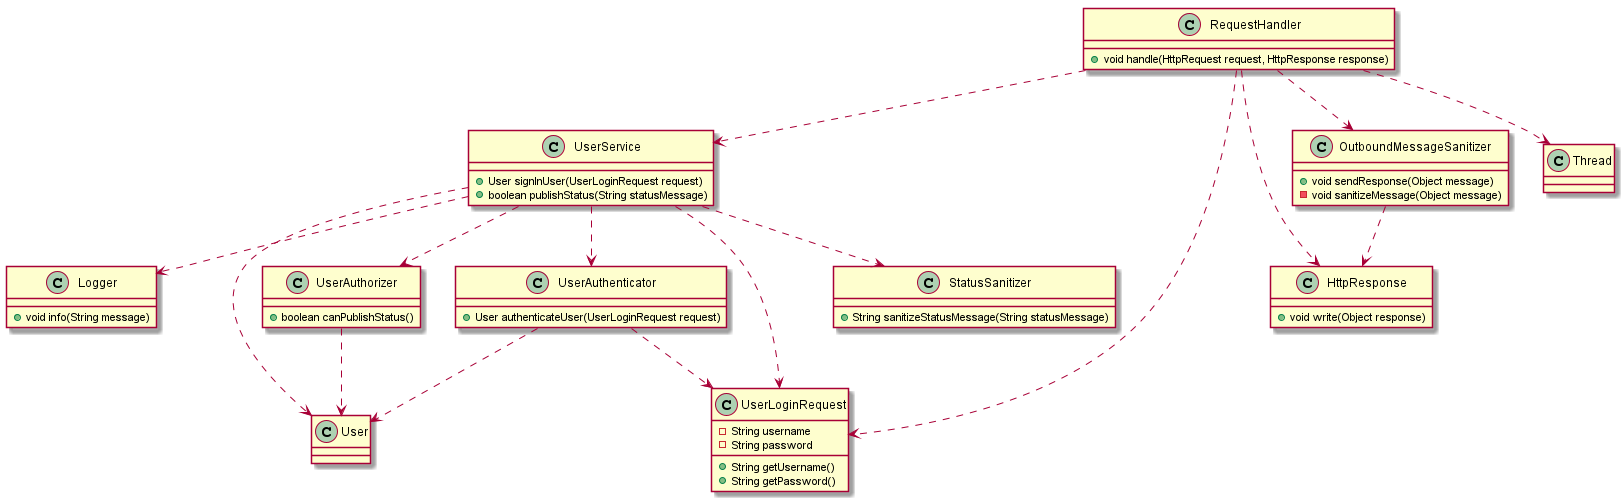 C RequestHandler
void handle(HttpRequest request, HttpResponse response)
C UserService
User signInUser(UserLoginRequest request)
boolean publishStatus(String statusMessage)
C OutboundMessageSanitizer
void sendResponse(Object message)
void sanitizeMessage(Object message)
C Thread
C Logger
void info(String message)
C UserAuthorizer
boolean canPublishStatus()
C UserAuthenticator
User authenticateUser(UserLoginRequest request)
C StatusSanitizer
String sanitizeStatusMessage(String statusMessage)
C HttpResponse
void write(Object response)
C User
C UserLoginRequest
String username
String password
String getUsername()
String getPassword()